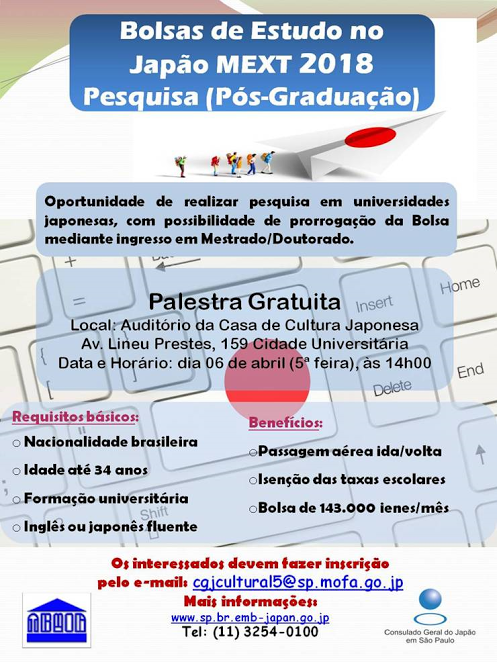 Bolsas de Estudo no
Japão MEXT 2018
Pesquisa (Pós-Graduação)
Oportunidade de realizar pesquisa em universidades
japonesas, com possibilidade de prorrogação da Bolsa
mediante ingresso em Mestrado/Doutorado.
Palestra Gratuita
Local: Auditório da Casa de Cultura Japonesa
Av. Lineu Prestes, 159 Cidade Universitária
Data e Horário: dia 06 de abril (5ª feira), às 14h00
Insert
Home
Delete
End
Shift
Requisitos básicos:
Nacionalidade brasileira
Idade até 34 anos
Formação universitária
Inglês ou japonês fluente
Benefícios:
Passagem aérea ida/volta
Isenção das taxas escolares
Bolsa de 143.000 ienes/mês
Os interessados devem fazer inscrição
pelo e-mail: cgjcultural5@sp.mofa.go.jp
Mais informações:
www.sp.br.emb-japan.go.jp
Tel: (11) 3254-0100
Consulado Geral do Japão
em São Paulo